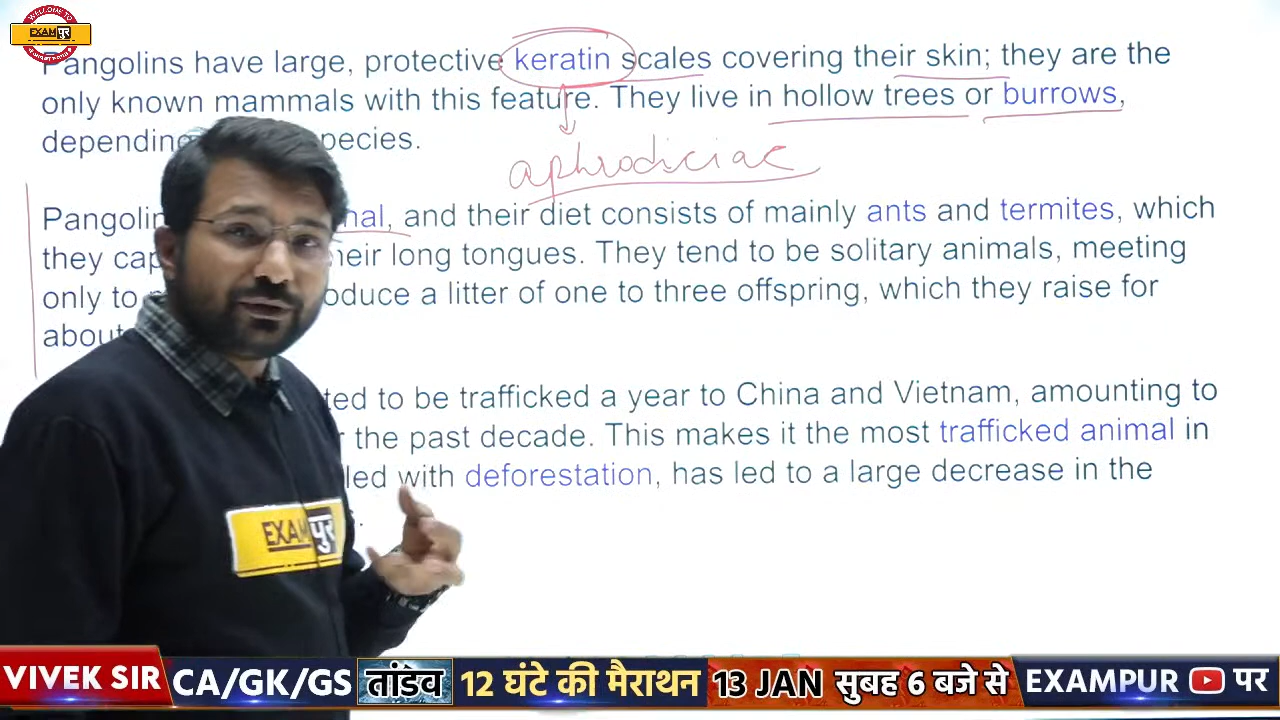 WELCOME TO
EXAM पुर
Pangolins have large, protective keratin scales covering their skin; they are the
only known mammals with this feature. They live in hollow trees or burrows,
depending pecies.
aphrodiciac
Pangolin nal, and their diet consists of mainly ants and termites, which
they cap heir long tongues. They tend to be solitary animals, meeting
only to oduce a litter of one to three offspring, which they raise for
about
ted to be trafficked a year to China and Vietnam, amounting to
r the past decade. This makes it the most trafficked animal in
led with deforestation, has led to a large decrease in the
EXAM पुर
VIVEK SIR CA/GK/GS तांडव 12 घंटे की मैराथन 13 JAN सुबह 6 बजे से EXAMPUR पर